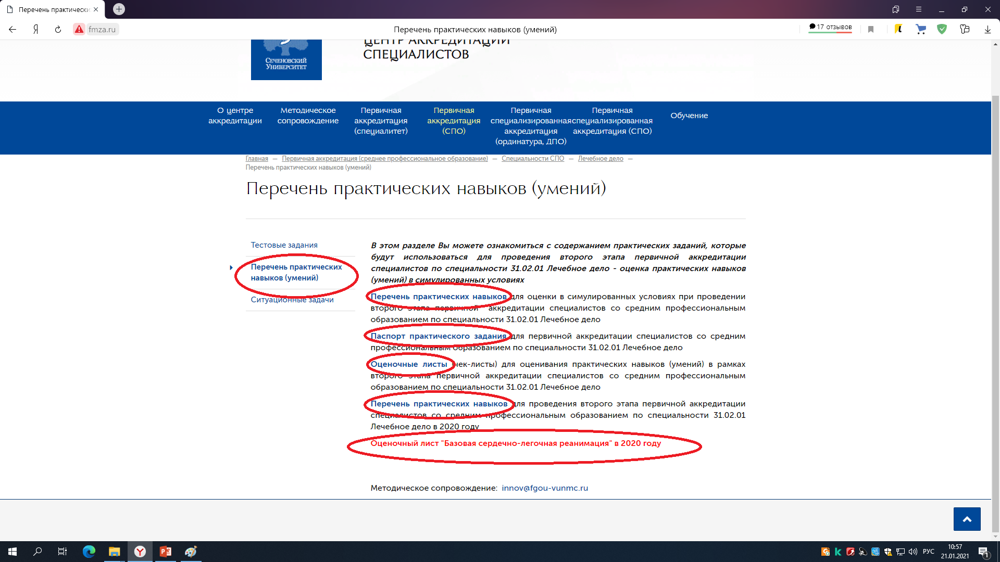 Перечень практически
fmza.ru
Перечень практических навыков (умений)
17 отзывов
ЦЕНТР АККРЕДИТАЦИИ
СПЕЦИАЛИСТОВ
СЕЧЕНОВСКИЙ
УНИВЕРСИТЕТ
О центре
аккредитации
Методическое
сопровождение
Первичная
аккредитация
(специалитет)
Первичная
аккредитация
(СПО)
Первичная
специализированная
аккредитация
(ординатура, ДПО)
Первичная
специализированная
аккредитация (СПО)
Обучение
Главная — Первичная аккредитация (среднее профессиональное образование) — Специальности СПО — Лечебное дело —
Перечень практических навыков (умений)
Перечень практических навыков (умений)
Тестовые задания
Перечень практических
навыков (умений)
Ситуационные задачи
В этом разделе Вы можете ознакомиться с содержанием практических заданий, которые
будут использоваться для проведения второго этапа первичной аккредитации
специалистов по специальности 31.02.01 Лечебное дело - оценка практических навыков
(умений) в симулированных условиях
Перечень практических навыков для оценки в симулированных условиях при проведении
второго этапа первичной аккредитации специалистов со средним профессиональным
образованием по специальности 31.02.01 Лечебное дело
Паспорт практического задания для первичной аккредитации специалистов со средним
профессиональным образованием по специальности 31.02.01 Лечебное дело
Оценочные листы (чек-листы) для оценивания практических навыков (умений) в рамках
второго этапа первичной аккредитации специалистов со средним профессиональным
образованием по специальности 31.02.01 Лечебное дело
Перечень практических навыков для проведения второго этапа первичной аккредитации
специалистов со средним профессиональным образованием по специальности 31.02.01
Лечебное дело в 2020 году
Оценочный лист "Базовая сердечно-легочная реанимация" в 2020 году
Методическое сопровождение: innov@fgou-vunmc.ru
РУС
10:57
21.01.2021
1